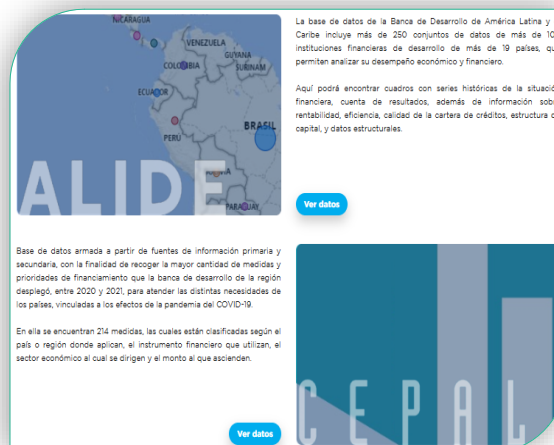 NICARAGUA
VENEZUELA
GUYANA
COLOMBIA
SURINAM
ECUADOR
BRASIL
PERÚ
PARAGUAY
ALIDE
La base de datos de la Banca de Desarrollo de América Latina y
Caribe incluye más de 250 conjuntos de datos de más de 10
instituciones financieras de desarrollo de más de 19 países, qu
permiten analizar su desempeño económico y financiero.
Aquí podrá encontrar cuadros con series históricas de la situació
financiera, cuenta de resultados, además de información sob
rentabilidad, eficiencia, calidad de la cartera de créditos, estructura d
capital, y datos estructurales.
Ver datos
Base de datos armada a partir de fuentes de información primaria y
secundaria, con la finalidad de recoger la mayor cantidad de medidas y
prioridades de financiamiento que la banca de desarrollo de la región
desplegó, entre 2020 y 2021, para atender las distintas necesidades de
los países, vinculadas a los efectos de la pandemia del COVID-19.
En ella se encuentran 214 medidas, las cuales están clasificadas según el
país o región donde aplican, el instrumento financiero que utilizan, el
sector económico al cual se dirigen y el monto al que ascienden.
Ver datos
CEPAL